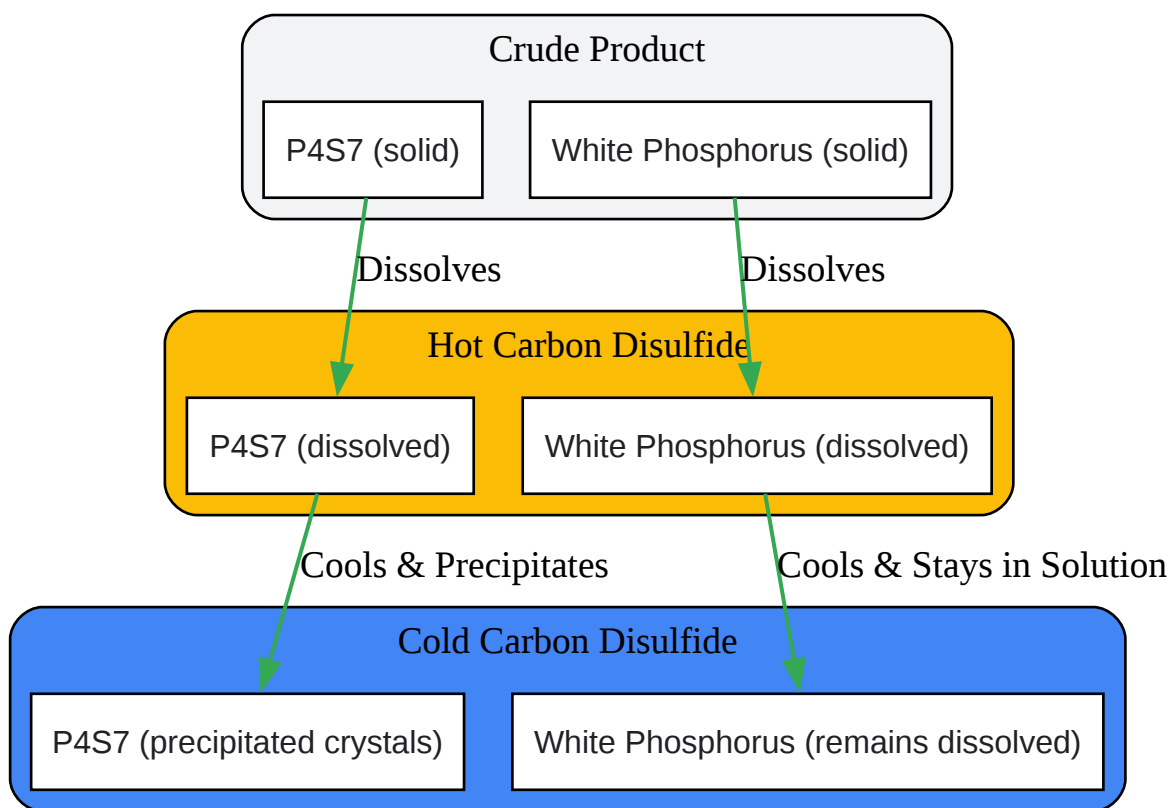 Crude Product
P4S7 (solid)
White Phosphorus (solid)
Dissolves
Dissolves
Hot Carbon Disulfide
P4S7 (dissolved)
White Phosphorus (dissolved)
Cools & Precipitates
Cools & Stays in Solution
Cold Carbon Disulfide
P4S7 (precipitated crystals)
White Phosphorus (remains dissolved)